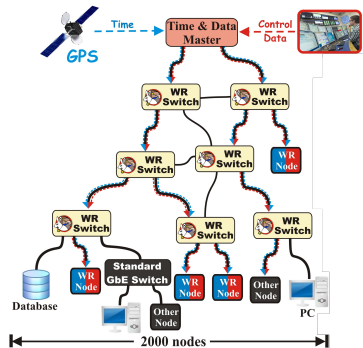 Time
Time & Data
Master
Control
Data
GPS
WR
Switch
WR
Switch
WR
Switch
WR
Switch
WR
Node
WR
Switch
WR
Switch
WR
Switch
Database
WR
Node
Standard
GbE Switch
Other
Node
WR
Node
WR
Node
Other
Node
PC
2000 nodes